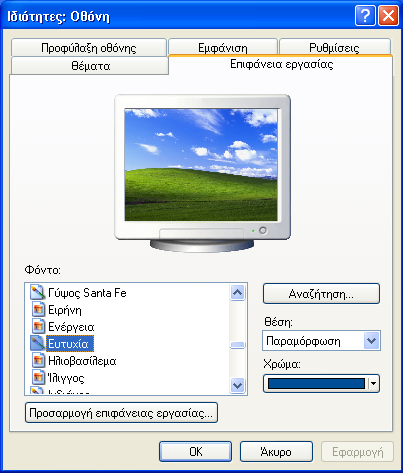 Ιδιότητες: Οθόνη
Προφύλαξη οθόνης
Εμφάνιση
Ρυθμίσεις
Θέματα
Επιφάνεια εργασίας
Φόντο:
Γύψος Santa Fe
Ειρήνη
Ενέργεια
Ευτυχία
Ηλιοβασίλεμα
Ίλιγγος
Ινδιάνος
Αναζήτηση...
Θέση:
Παραμόρφωση
Χρώμα:
Προσαρμογή επιφάνειας εργασίας...
OK
Άκυρο
Εφαρμογή